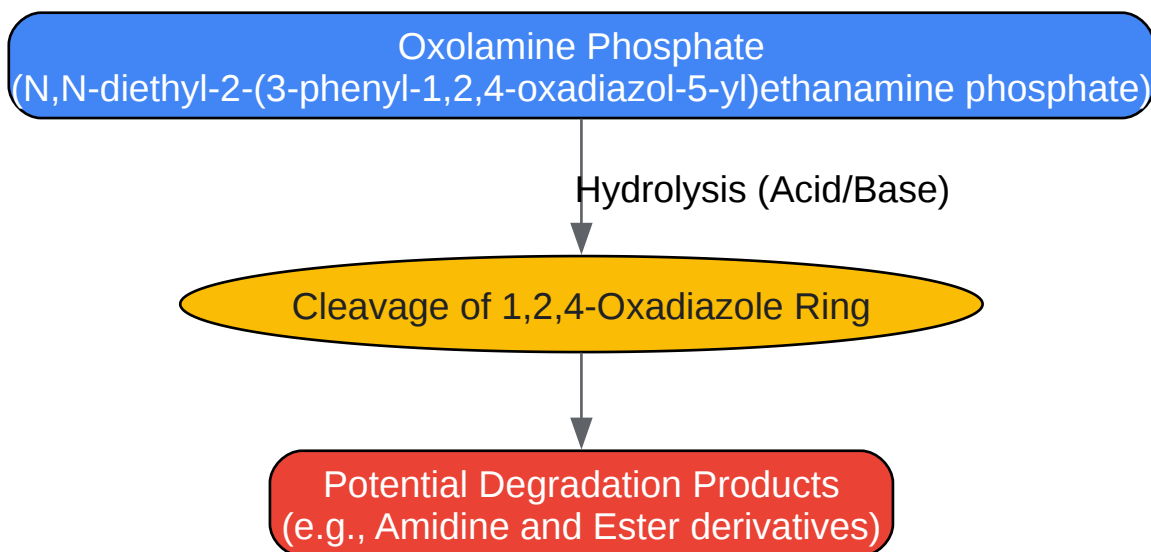 Oxolamine Phosphate
(N,N-diethyl-2-(3-phenyl-1,2,4-oxadiazol-5-yl)ethanamine phosphate)
Hydrolysis (Acid/Base)
Cleavage of 1,2,4-Oxadiazole Ring
Potential Degradation Products
(e.g., Amidine and Ester derivatives)